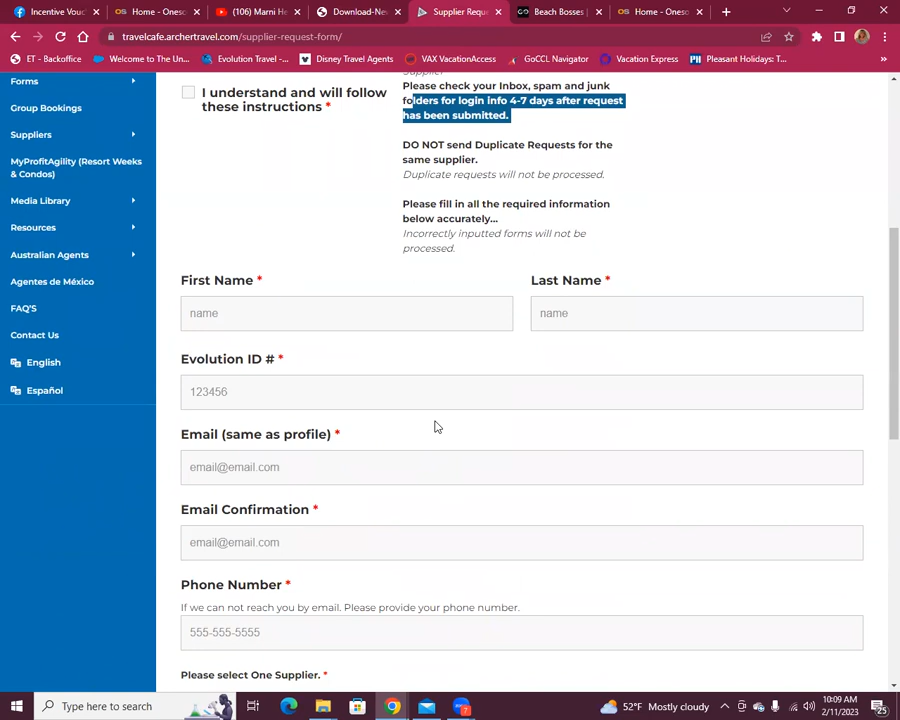 Incentive Vouc
Home - Onesc
(106) Marni He
Download-Ne
Supplier Reque
Beach Bosses |
Home - Onesc
travelcafe.archertravel.com/supplier-request-form/
ET - Backoffice
Welcome to The Un...
Evolution Travel -...
Disney Travel Agents
VAX VacationAccess
GoCCL Navigator
Vacation Express
Pleasant Holidays: T...
Forms
Group Bookings
Suppliers
MyProfitAgility (Resort Weeks
& Condos)
Media Library
Resources
Australian Agents
Agentes de México
FAQ'S
Contact Us
English
Español
I understand and will follow
these instructions *
Supplier
Please check your Inbox, spam and junk
folders for login info 4-7 days after request
has been submitted.
DO NOT send Duplicate Requests for the
same supplier.
Duplicate requests will not be processed.
Please fill in all the required information
below accurately...
Incorrectly inputted forms will not be
processed.
First Name *
Last Name *
name
name
Evolution ID # *
123456
Email (same as profile) *
email@email.com
Email Confirmation *
email@email.com
Phone Number *
If we can not reach you by email. Please provide your phone number.
555-555-5555
Please select One Supplier. *
Type here to search
52°F Mostly cloudy
10:09 AM
2/11/2023
25